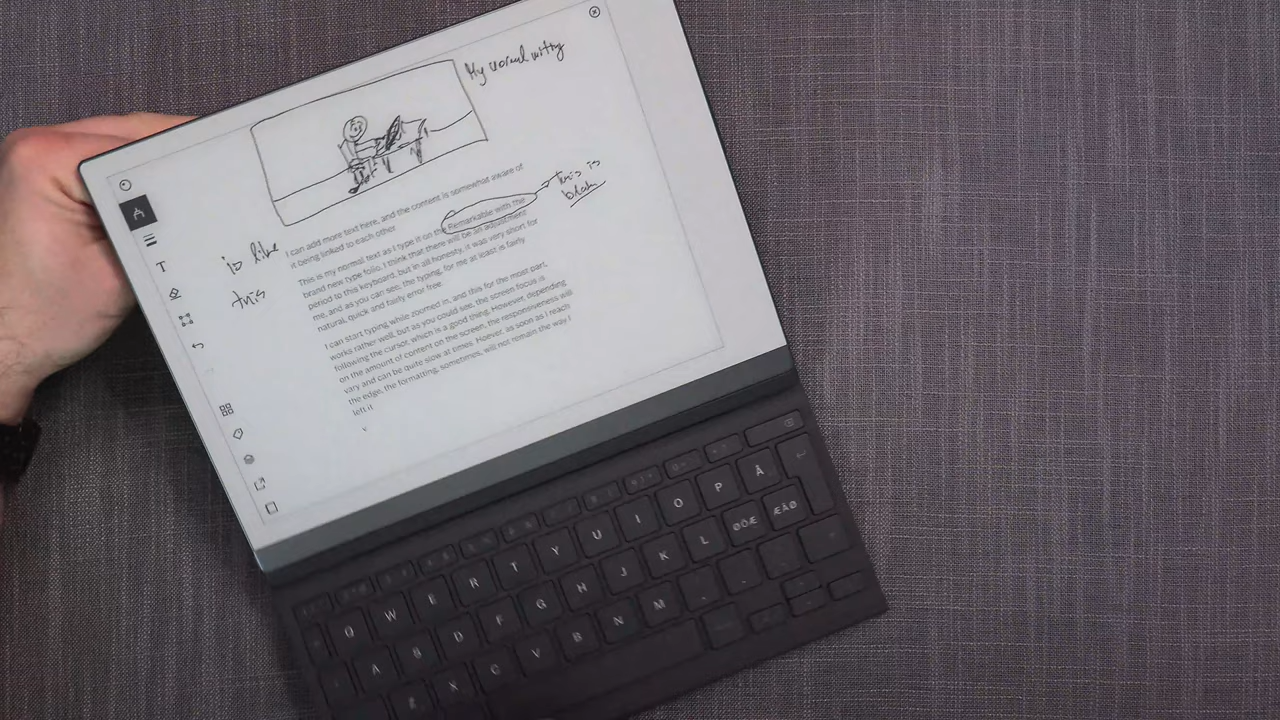 My normal writing
I can add more text here, and the content is somewhat aware of
it being linked to each other
This is my normal text as I type it on the Remarkable with the
brand new Type folio. I think that there will be an adjustment
period to this keyboard, but in all honesty, it was very short for
me, and as you can see, the typing, for me at least is fairly
natural, quick and fairly error free.
I can start typing while zoomed in, and this for the most part,
works rather well, but as you could see, the screen focus is
following the cursor, which is a good thing. However, depending
on the amount of content on the screen, the responsiveness will
vary and can be quite slow at times. Hoever, as soon as I reach
the edge, the formatting, sometimes, will not remain the way I
left it
v
is like
this
This is
blah
T
Q W E R T Y U I O P Å
A S D F G H J K L ØÖÆ ÆÄØ
Z X C V B N M